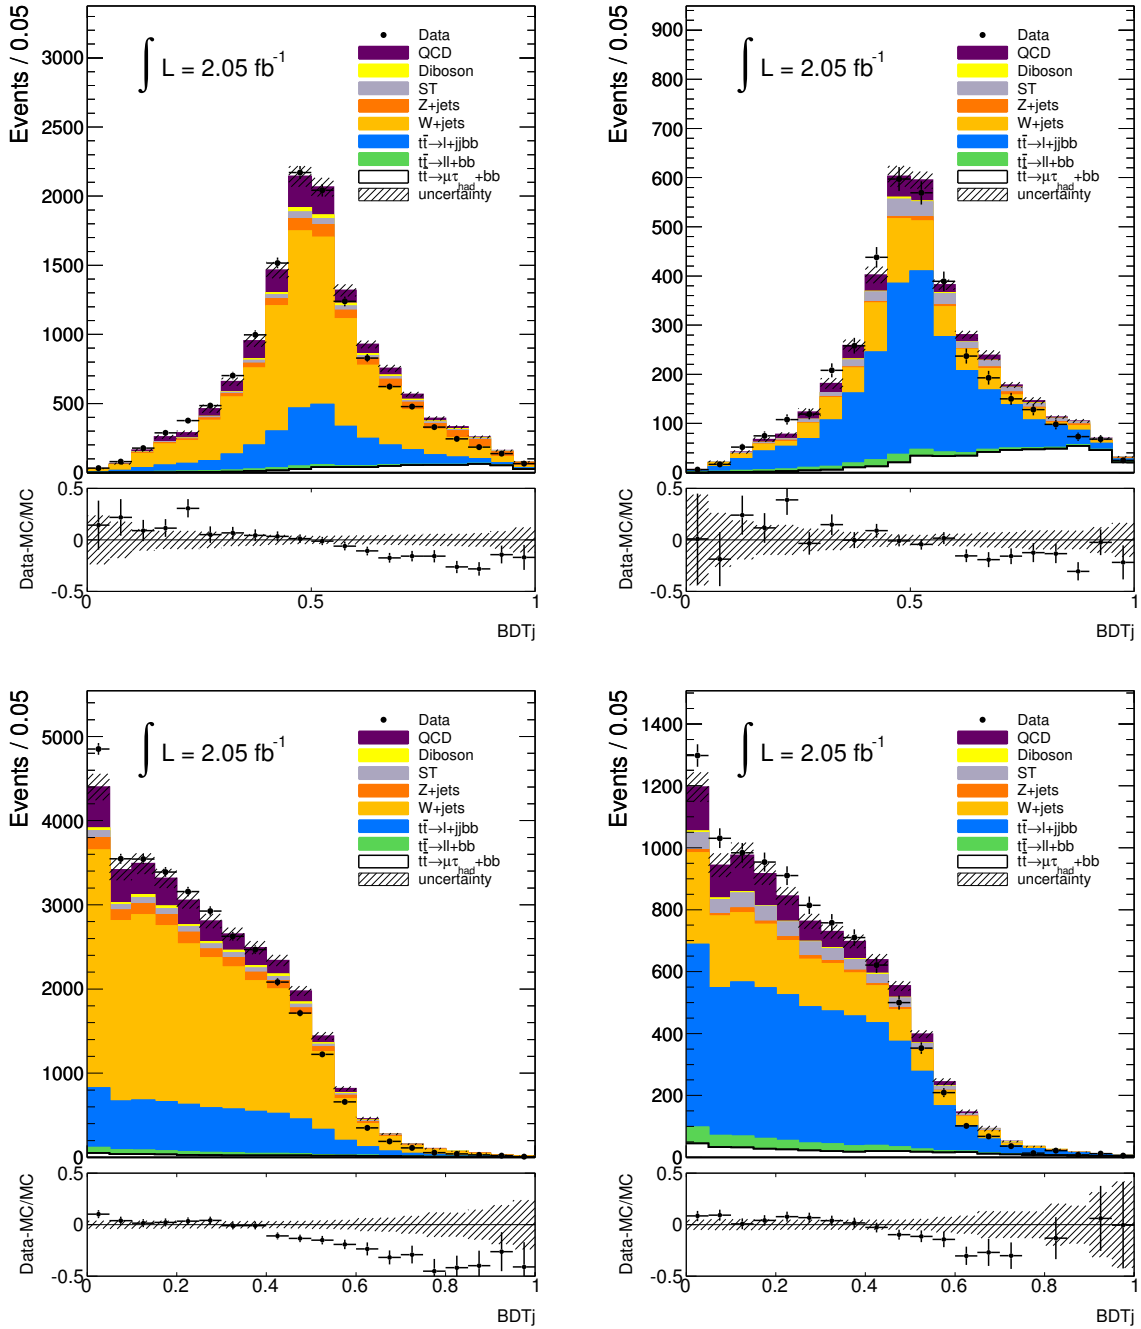 Events / 0.05
3000
2500
2000
1500
1000
500
0
∫ L = 2.05 fb⁻¹
Data
QCD
Diboson
ST
Z+jets
W+jets
tt̄→l+jjbb
tt̄→ll+bb
tt̄→μτ_had +bb
uncertainty
Data-MC/MC
0.5
0
-0.5
0 0.5 1
BDTj
Events / 0.05
900
800
700
600
500
400
300
200
100
0
∫ L = 2.05 fb⁻¹
Data
QCD
Diboson
ST
Z+jets
W+jets
tt̄→l+jjbb
tt̄→ll+bb
tt̄→μτ_had +bb
uncertainty
Data-MC/MC
0.5
0
-0.5
0 0.5 1
BDTj
Events / 0.05
5000
4000
3000
2000
1000
0
∫ L = 2.05 fb⁻¹
Data
QCD
Diboson
ST
Z+jets
W+jets
tt̄→l+jjbb
tt̄→ll+bb
tt̄→μτ_had +bb
uncertainty
Data-MC/MC
0.5
0
-0.5
0 0.2 0.4 0.6 0.8 1
BDTj
Events / 0.05
1400
1200
1000
800
600
400
200
0
∫ L = 2.05 fb⁻¹
Data
QCD
Diboson
ST
Z+jets
W+jets
tt̄→l+jjbb
tt̄→ll+bb
tt̄→μτ_had +bb
uncertainty
Data-MC/MC
0.5
0
-0.5
0 0.2 0.4 0.6 0.8 1
BDTj